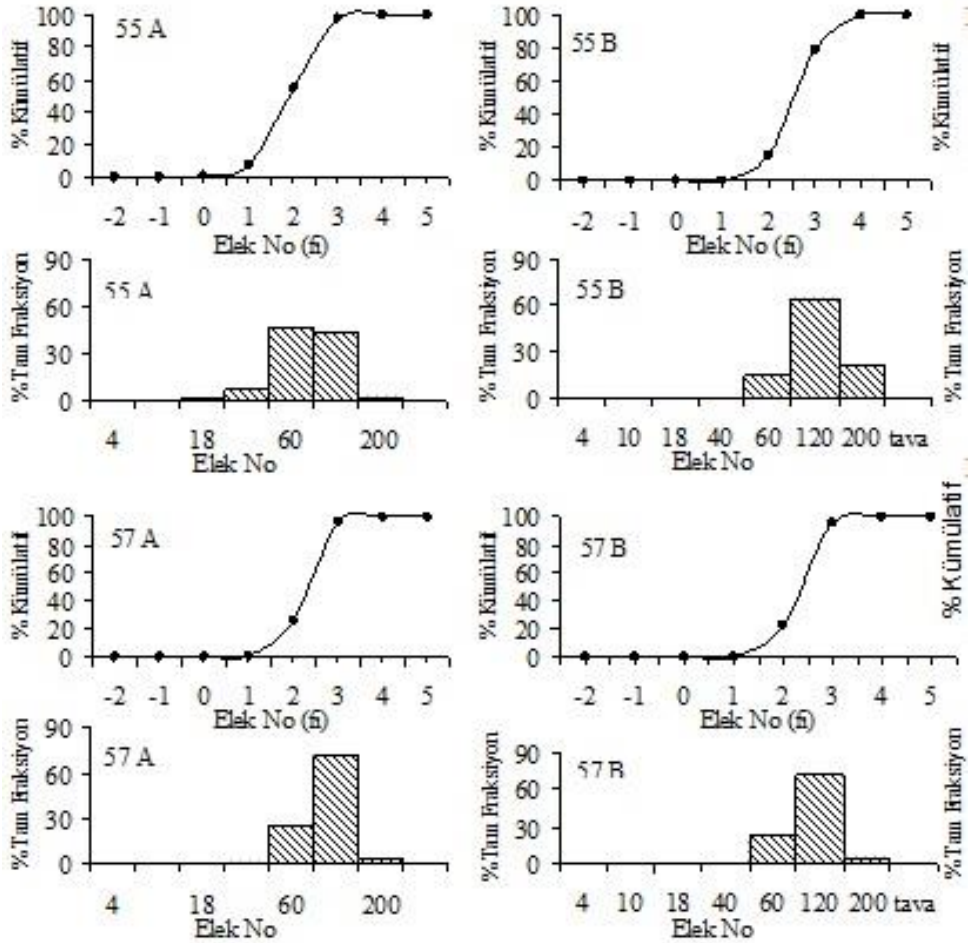 % Kümülatif
100
80
60
40
20
0
55 A
-2 -1 0 1 2 3 4 5
Elek No (fi)
% Kümülatif
100
80
60
40
20
0
55 B
-2 -1 0 1 2 3 4 5
Elek No (fi)
% Kümülatif
% Tam Fraksiyon
90
60
30
0
55 A
4 18 60 200
Elek No
% Tam Fraksiyon
90
60
30
0
55 B
4 10 18 40 60 120 200 tava
Elek No
% Tam Fraksiyon
% Kümülatif
100
80
60
40
20
0
57 A
-2 -1 0 1 2 3 4 5
Elek No (fi)
% Kümülatif
100
80
60
40
20
0
57 B
-2 -1 0 1 2 3 4 5
Elek No (fi)
% Kümülatif
% Tam Fraksiyon
90
60
30
0
57 A
4 18 60 200
Elek No
% Tam Fraksiyon
90
60
30
0
57 B
4 10 18 40 60 120 200 tava
Elek No
% Tam Fraksiyon